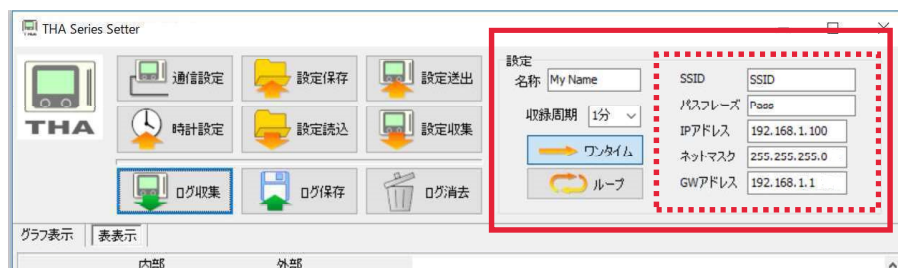 THA Series Setter
通信設定 設定保存 設定送出
THA
時計設定 設定読込 設定収集
ログ収集 ログ保存 ログ消去
設定
名称 My Name
収録周期 1分
ワンタイム
ループ
SSID SSID
パスフレーズ Pass
IPアドレス 192.168.1.100
ネットマスク 255.255.255.0
GWアドレス 192.168.1.1
グラフ表示 表表示
内部 外部